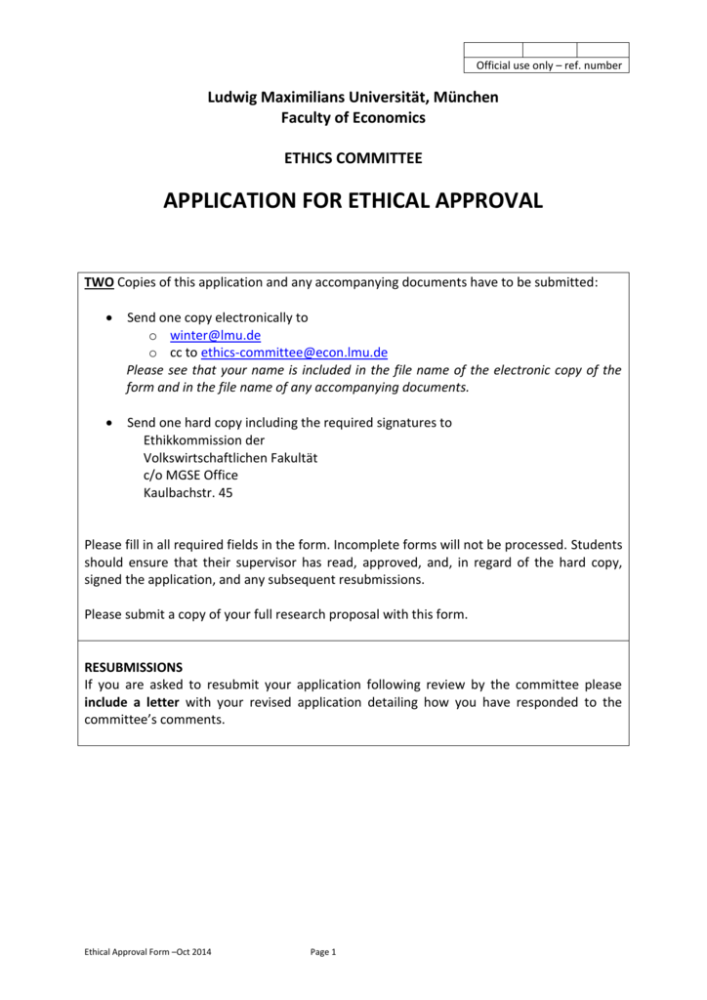 Official use only – ref. number
Ludwig Maximilians Universität, München
Faculty of Economics
ETHICS COMMITTEE
APPLICATION FOR ETHICAL APPROVAL
TWO Copies of this application and any accompanying documents have to be submitted:
• Send one copy electronically to
o winter@lmu.de
o cc to ethics-committee@econ.lmu.de
Please see that your name is included in the file name of the electronic copy of the
form and in the file name of any accompanying documents.
• Send one hard copy including the required signatures to
Ethikkommission der
Volkswirtschaftlichen Fakultät
c/o MGSE Office
Kaulbachstr. 45
Please fill in all required fields in the form. Incomplete forms will not be processed. Students
should ensure that their supervisor has read, approved, and, in regard of the hard copy,
signed the application, and any subsequent resubmissions.
Please submit a copy of your full research proposal with this form.
RESUBMISSIONS
If you are asked to resubmit your application following review by the committee please
include a letter with your revised application detailing how you have responded to the
committee's comments.
Ethical Approval Form –Oct 2014 Page 1